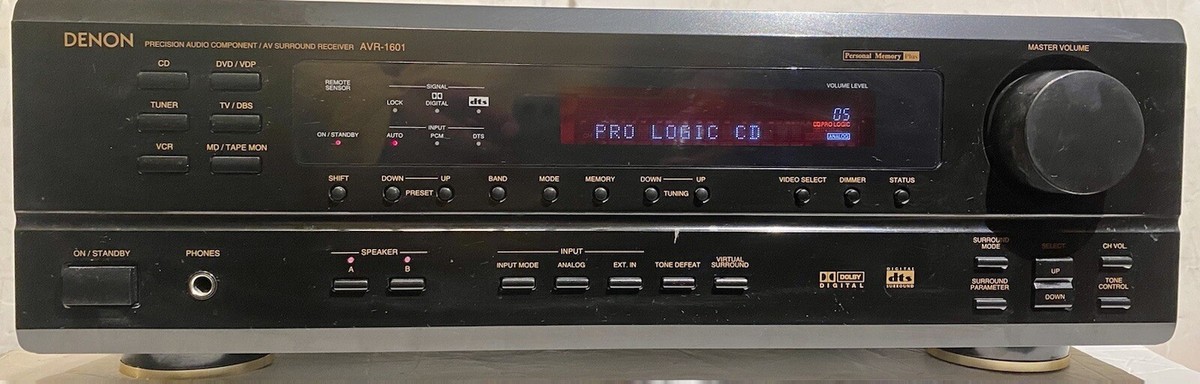 DENON PRECISION AUDIO COMPONENT / AV SURROUND RECEIVER AVR-1601
Personal Memory Plus
MASTER VOLUME
CD DVD / VDP
TUNER TV / DBS
VCR MD / TAPE MON
REMOTE SENSOR
SIGNAL
LOCK DIGITAL dts
ON / STANDBY AUTO INPUT PCM DTS
VOLUME LEVEL
05
PRO LOGIC
ANALOG
PRO LOGIC CD
SHIFT DOWN PRESET UP BAND MODE MEMORY DOWN TUNING UP VIDEO SELECT DIMMER STATUS
ON / STANDBY PHONES
SPEAKER
A B
INPUT
INPUT MODE ANALOG EXT. IN TONE DEFEAT VIRTUAL SURROUND
DOLBY
DIGITAL
DIGITAL
dts
SURROUND
SURROUND MODE SELECT CH VOL.
UP
SURROUND PARAMETER DOWN TONE CONTROL